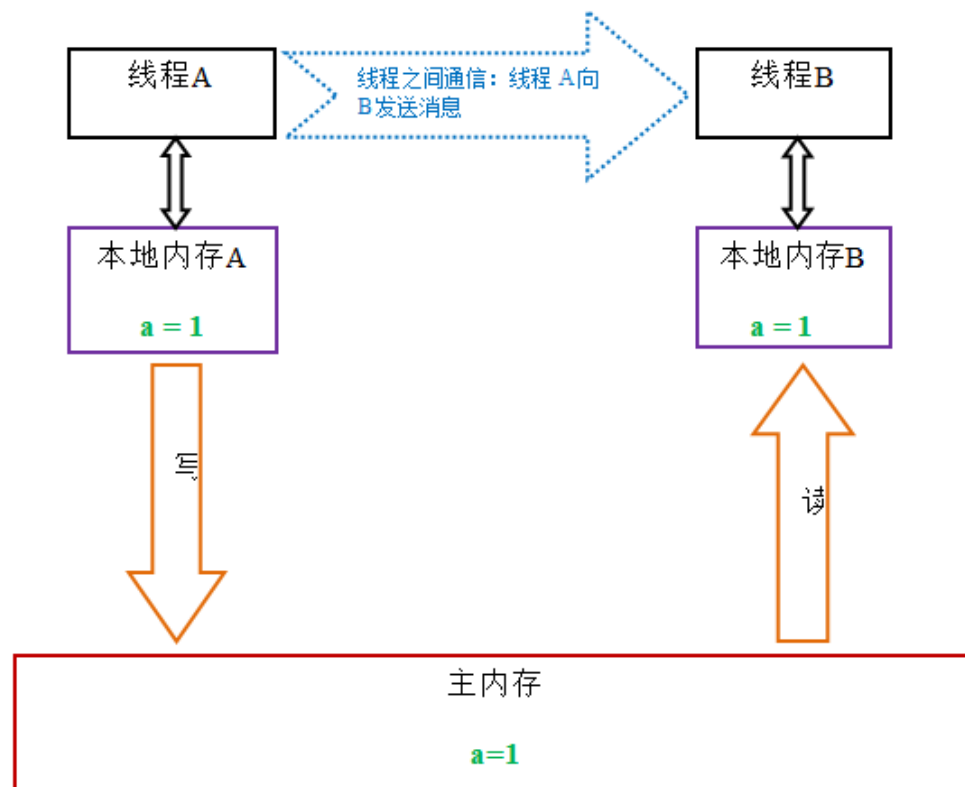 线程A
线程之间通信：线程 A向
B发送消息
线程B
本地内存A
a = 1
本地内存B
a = 1
写
读
主内存
a=1